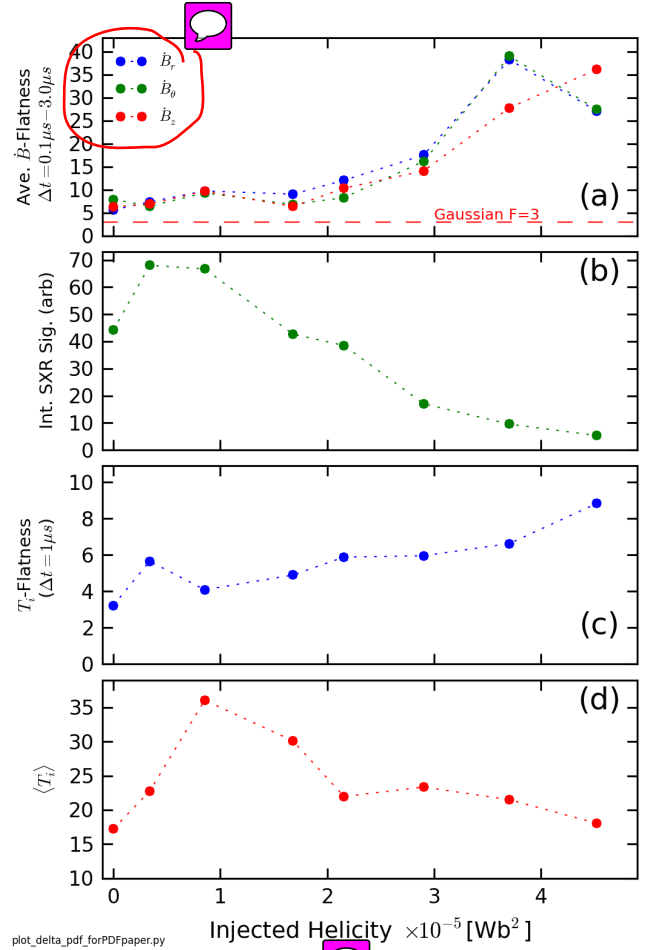 40
35
30
25
20
15
10
5
0
Ave. Ḃ-Flatness
Δt=0.1μs−3.0μs
Ḃr
Ḃθ
Ḃz
Gaussian F=3
(a)
70
60
50
40
30
20
10
0
Int. SXR Sig. (arb)
(b)
10
8
6
4
2
0
Ti-Flatness
(Δt=1μs)
(c)
35
30
25
20
15
10
⟨Ti⟩
(d)
0 1 2 3 4
Injected Helicity ×10⁻⁵ [Wb²]
plot_delta_pdf_forPDFpaper.py